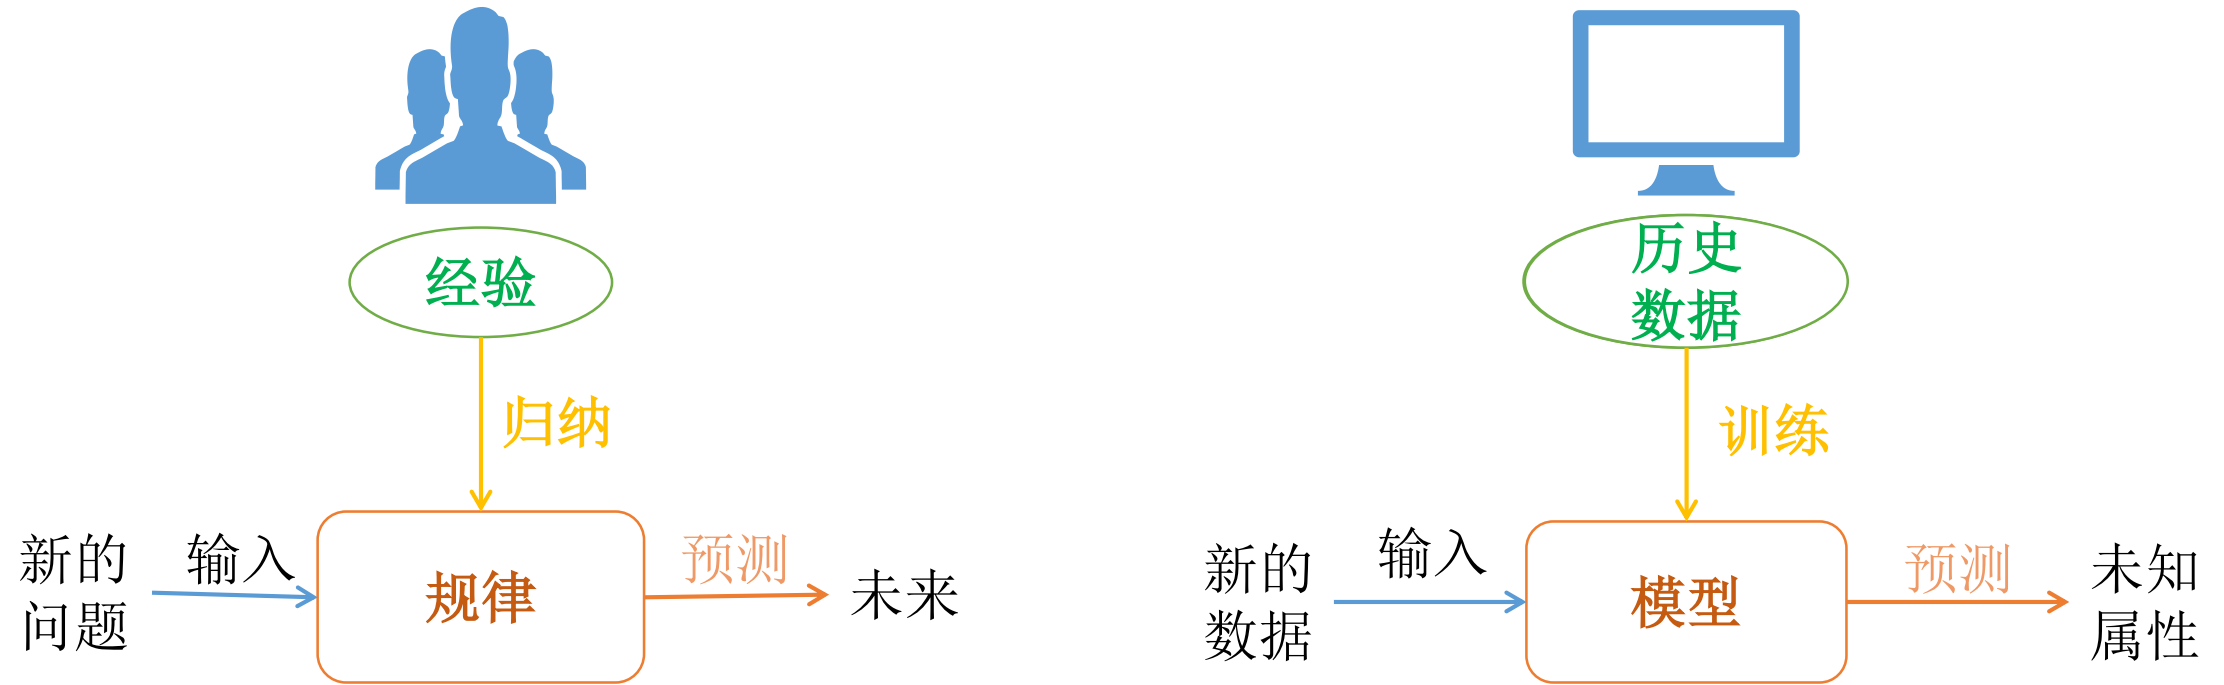 经验
归纳
新的
问题
输入
规律
预测
未来
历史
数据
训练
新的
数据
输入
模型
预测
未知
属性